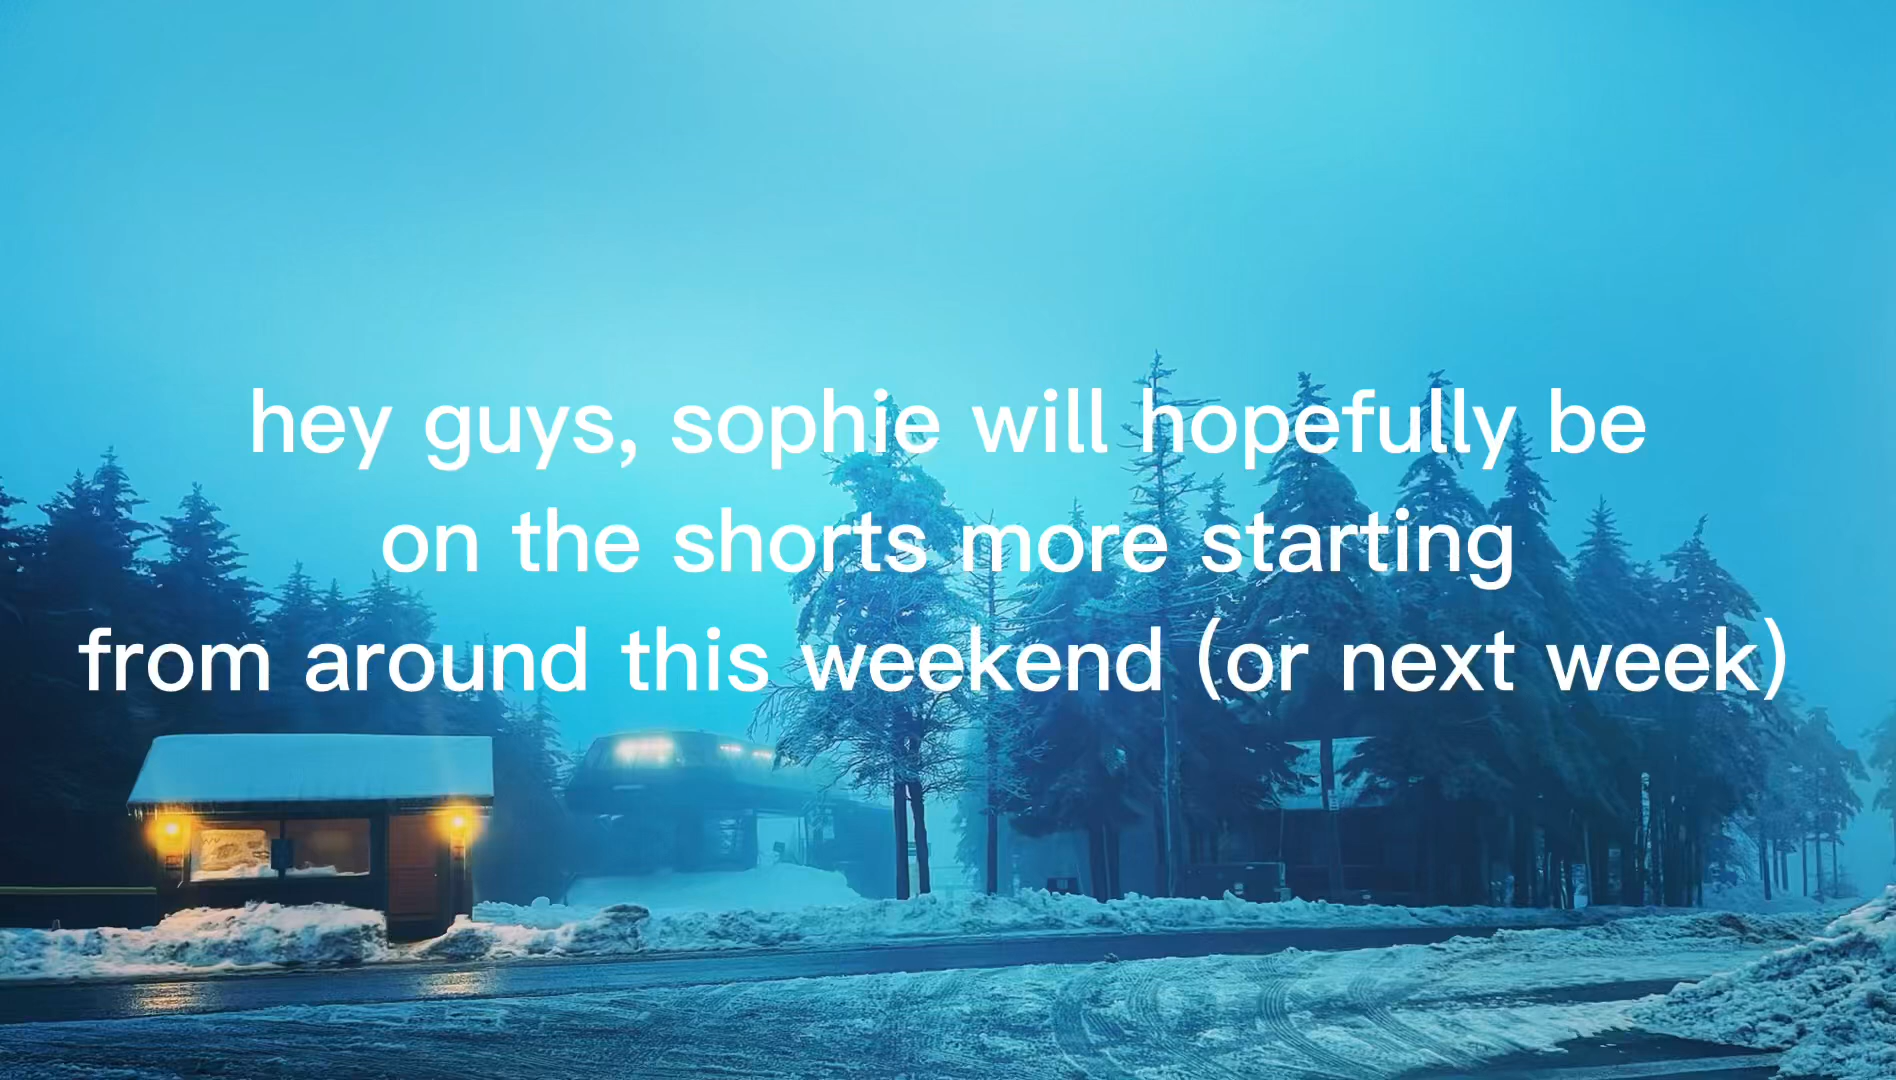 hey guys, sophie will hopefully be
on the shorts more starting
from around this weekend (or next week)